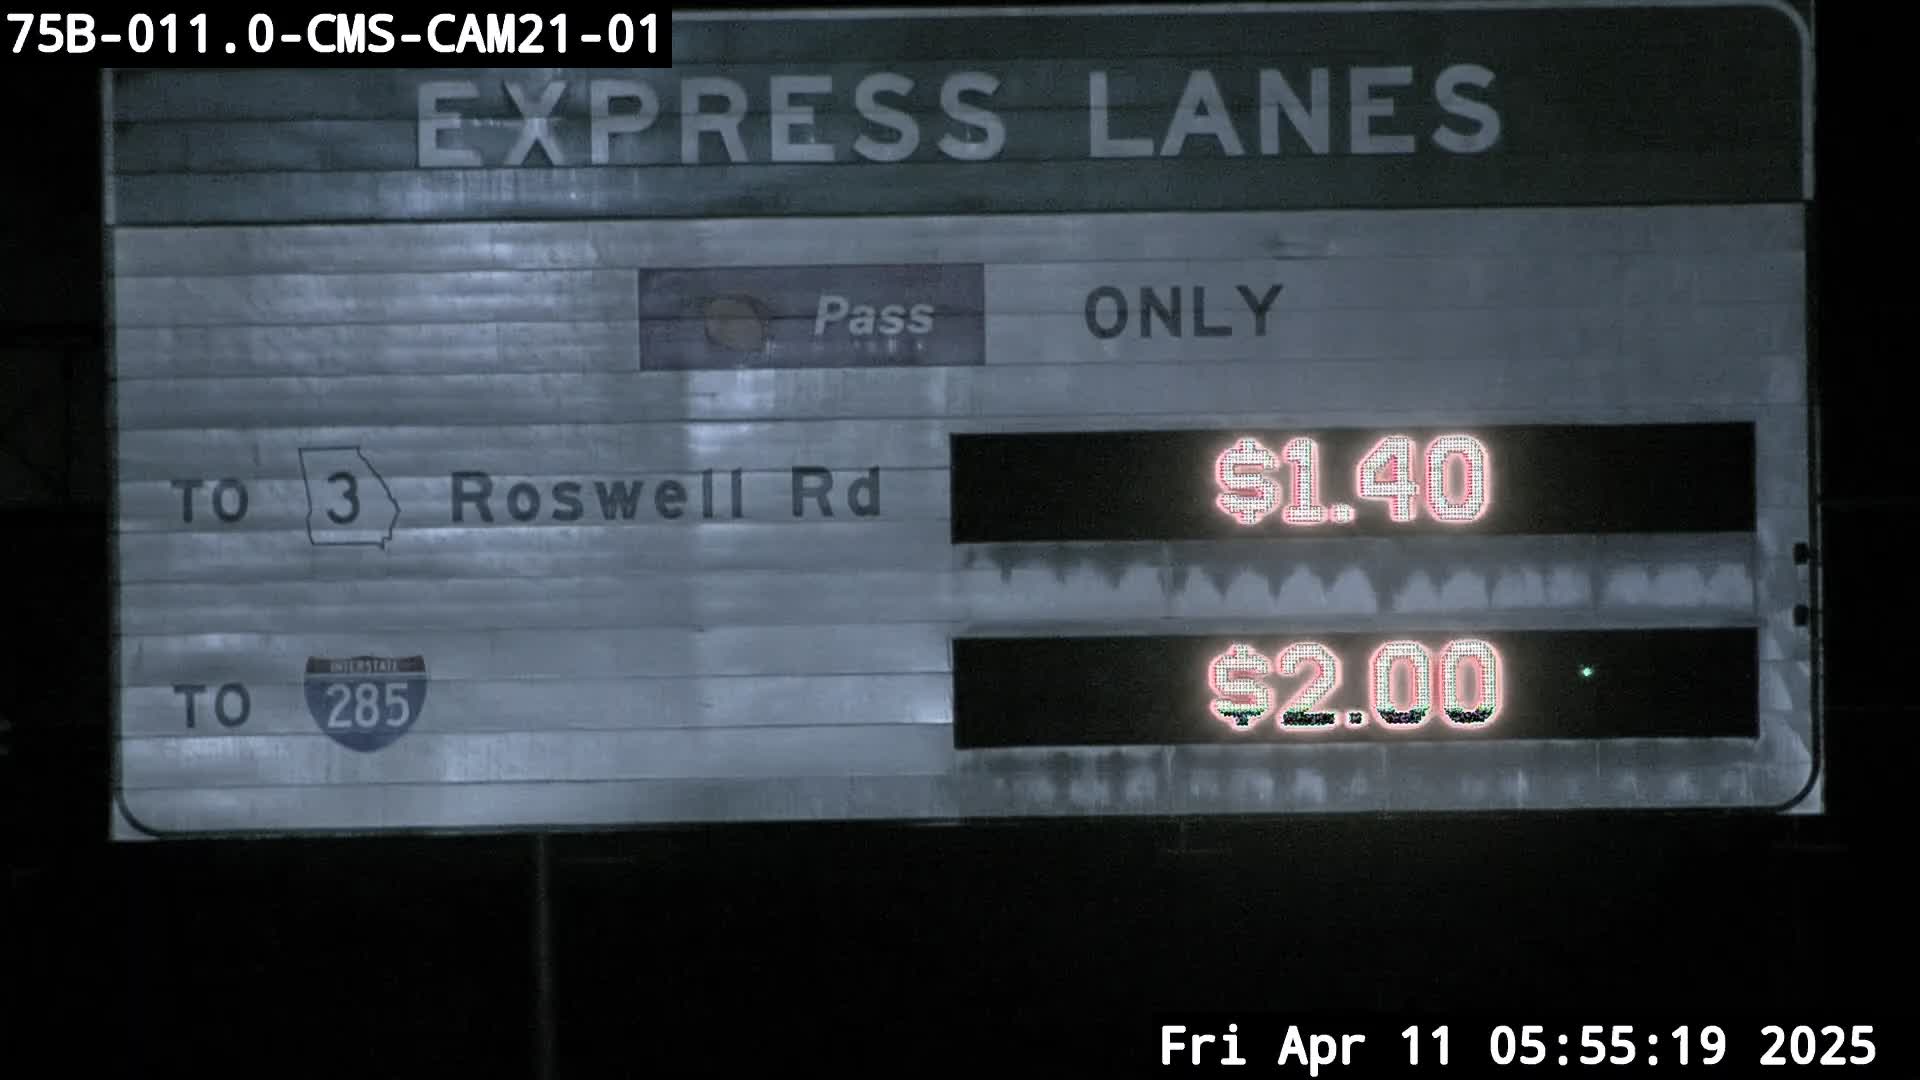 75B-011.0-CMS-CAM21-01
EXPRESS LANES
Pass ONLY
TO 3 Roswell Rd $1.40
TO INTERSTATE 285 $2.00
Fri Apr 11 05:55:19 2025